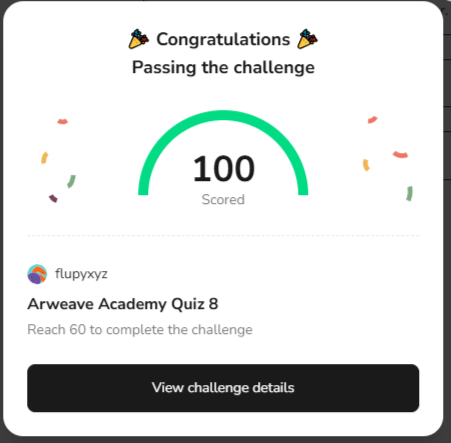 🎉 Congratulations 🎉
Passing the challenge
100
Scored
flupyxyz
Arweave Academy Quiz 8
Reach 60 to complete the challenge
View challenge details